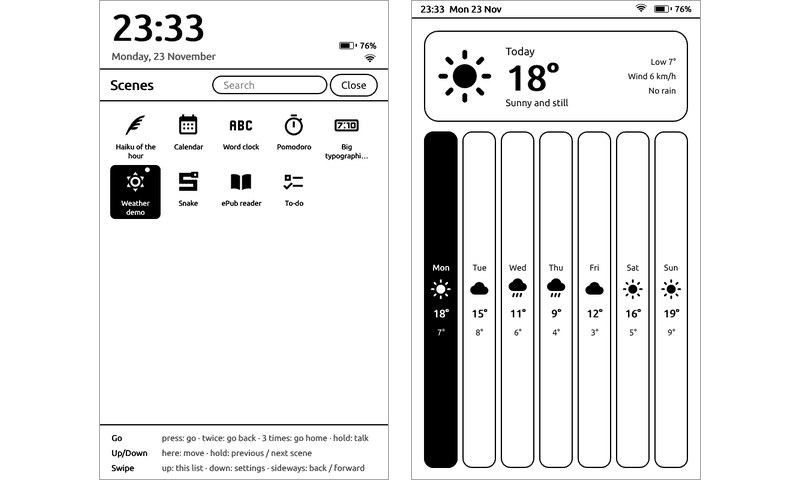 23:33
Monday, 23 November
76%
Scenes
Search
Close
Haiku of the
hour
Calendar
ABC
Word clock
Pomodoro
7:10
Big
typographi...
Weather
demo
Snake
ePub reader
To-do
Go press: go · twice: go back · 3 times: go home · hold: talk
Up/Down here: move · hold: previous / next scene
Swipe up: this list · down: settings · sideways: back / forward
23:33 Mon 23 Nov 76%
Today
18°
Sunny and still
Low 7°
Wind 6 km/h
No rain
Mon Tue Wed Thu Fri Sat Sun
18° 15° 11° 9° 12° 16° 19°
7° 8° 6° 4° 3° 5° 9°